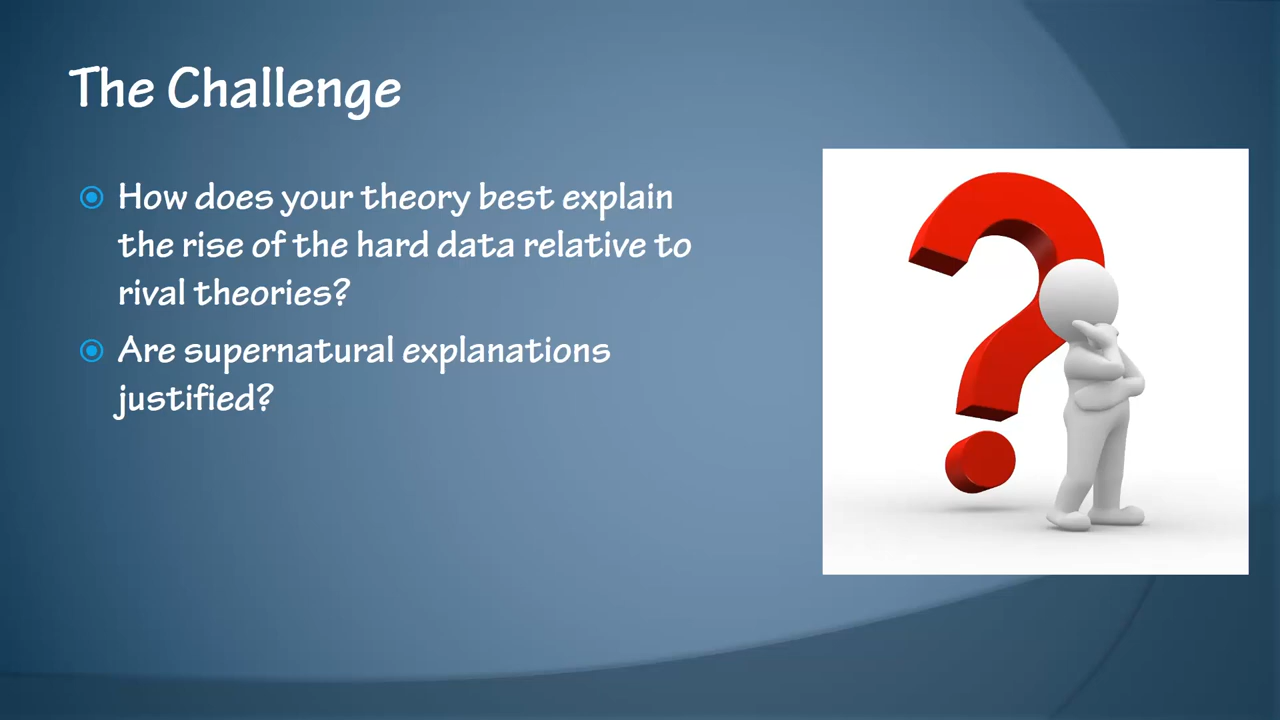 The Challenge
How does your theory best explain
the rise of the hard data relative to
rival theories?
Are supernatural explanations
justified?